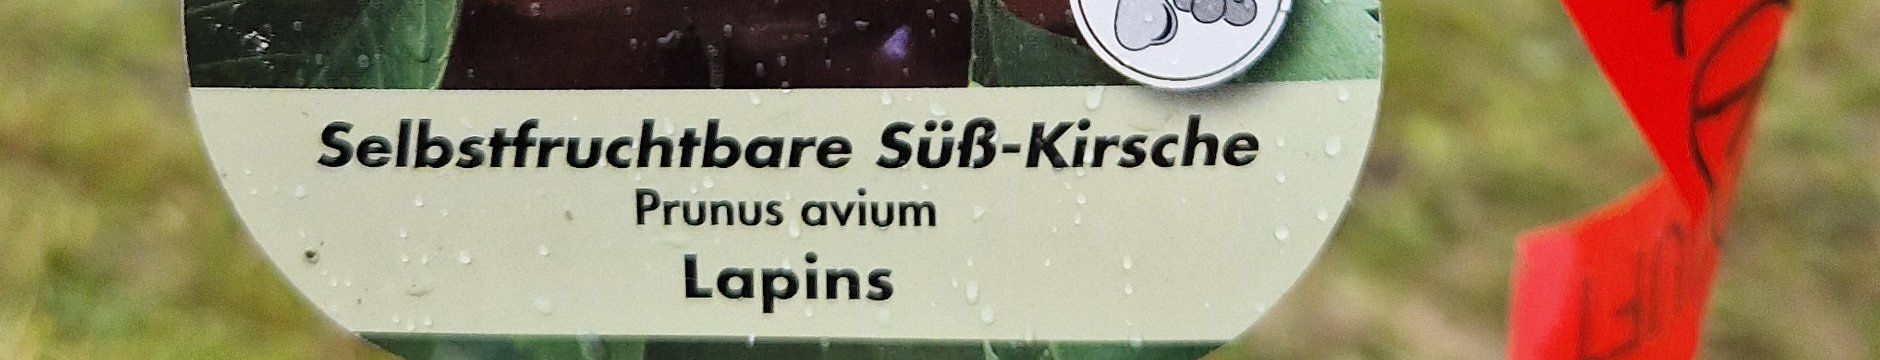 Selbstfruchtbare Süß-Kirsche
Prunus avium
Lapins